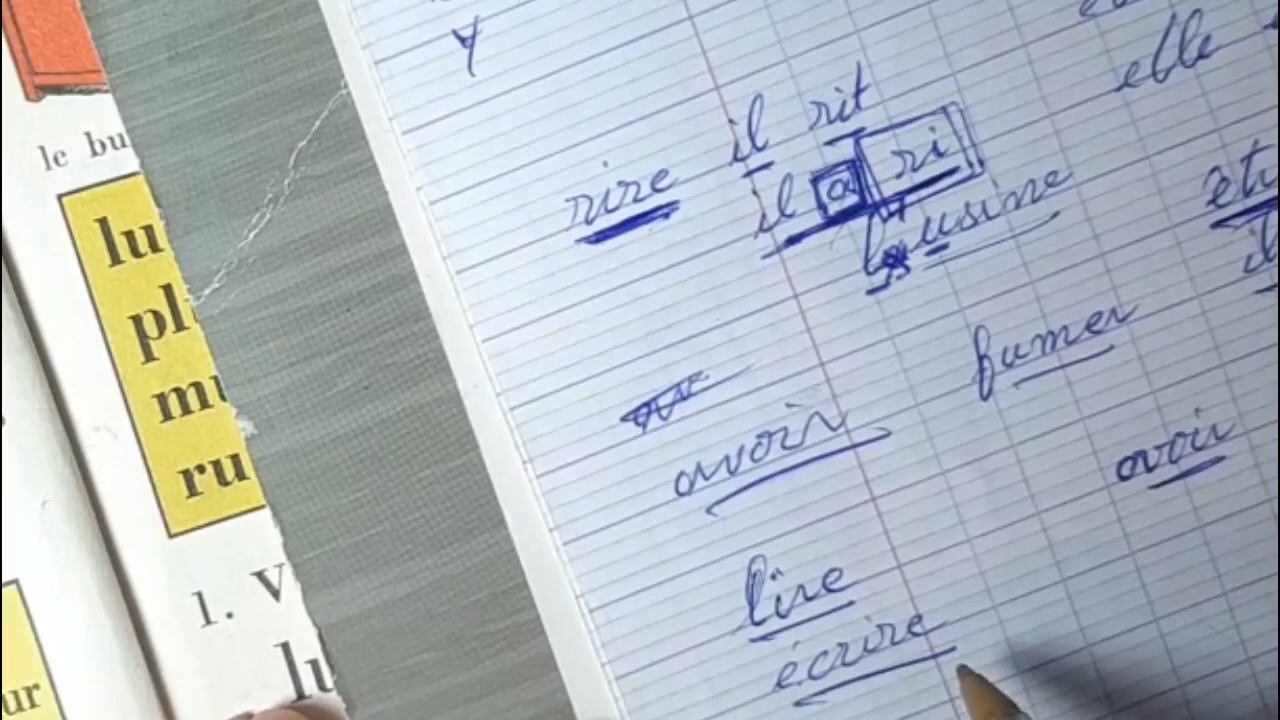 le bu
lu
pl
mu
ru
1. V
lu
ur
elle
rire il rit
il a ri
usine
il
fumer
avoir
avoir
lire
écrire